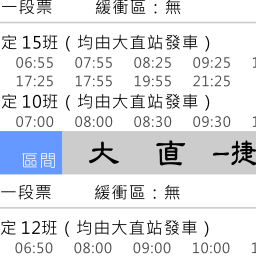 一段票 緩衝區：無
定 15班 ( 均由大直站發車 )
06:55 07:55 08:25 09:25
17:25 17:55 19:55 21:25
定 10班 ( 均由大直站發車 )
07:00 08:00 08:30 09:30
區間 大直–捷
一段票 緩衝區：無
定 12班 ( 均由大直站發車 )
06:50 08:00 09:00 10:00